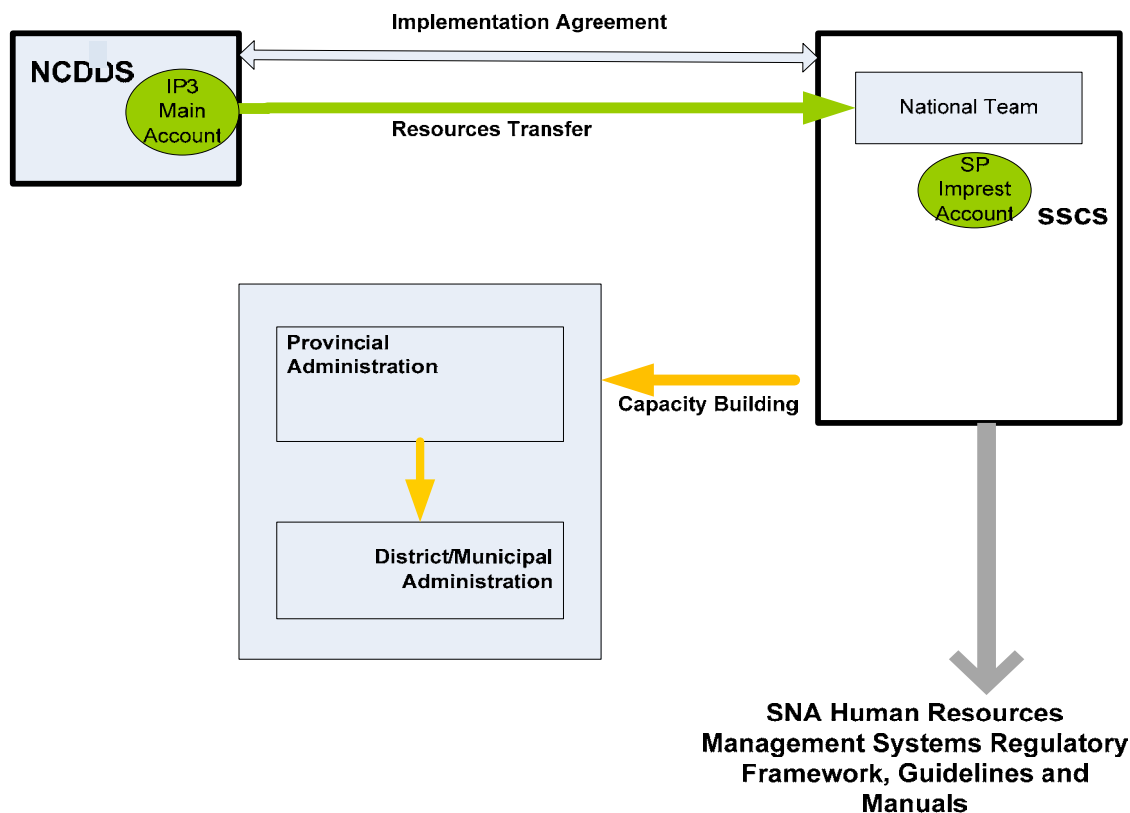 Implementation Agreement
NCDDS
IP3
Main
Account
Resources Transfer
National Team
SP
Imprest
Account
SSCS
Provincial
Administration
Capacity Building
District/Municipal
Administration
SNA Human Resources
Management Systems Regulatory
Framework, Guidelines and
Manuals